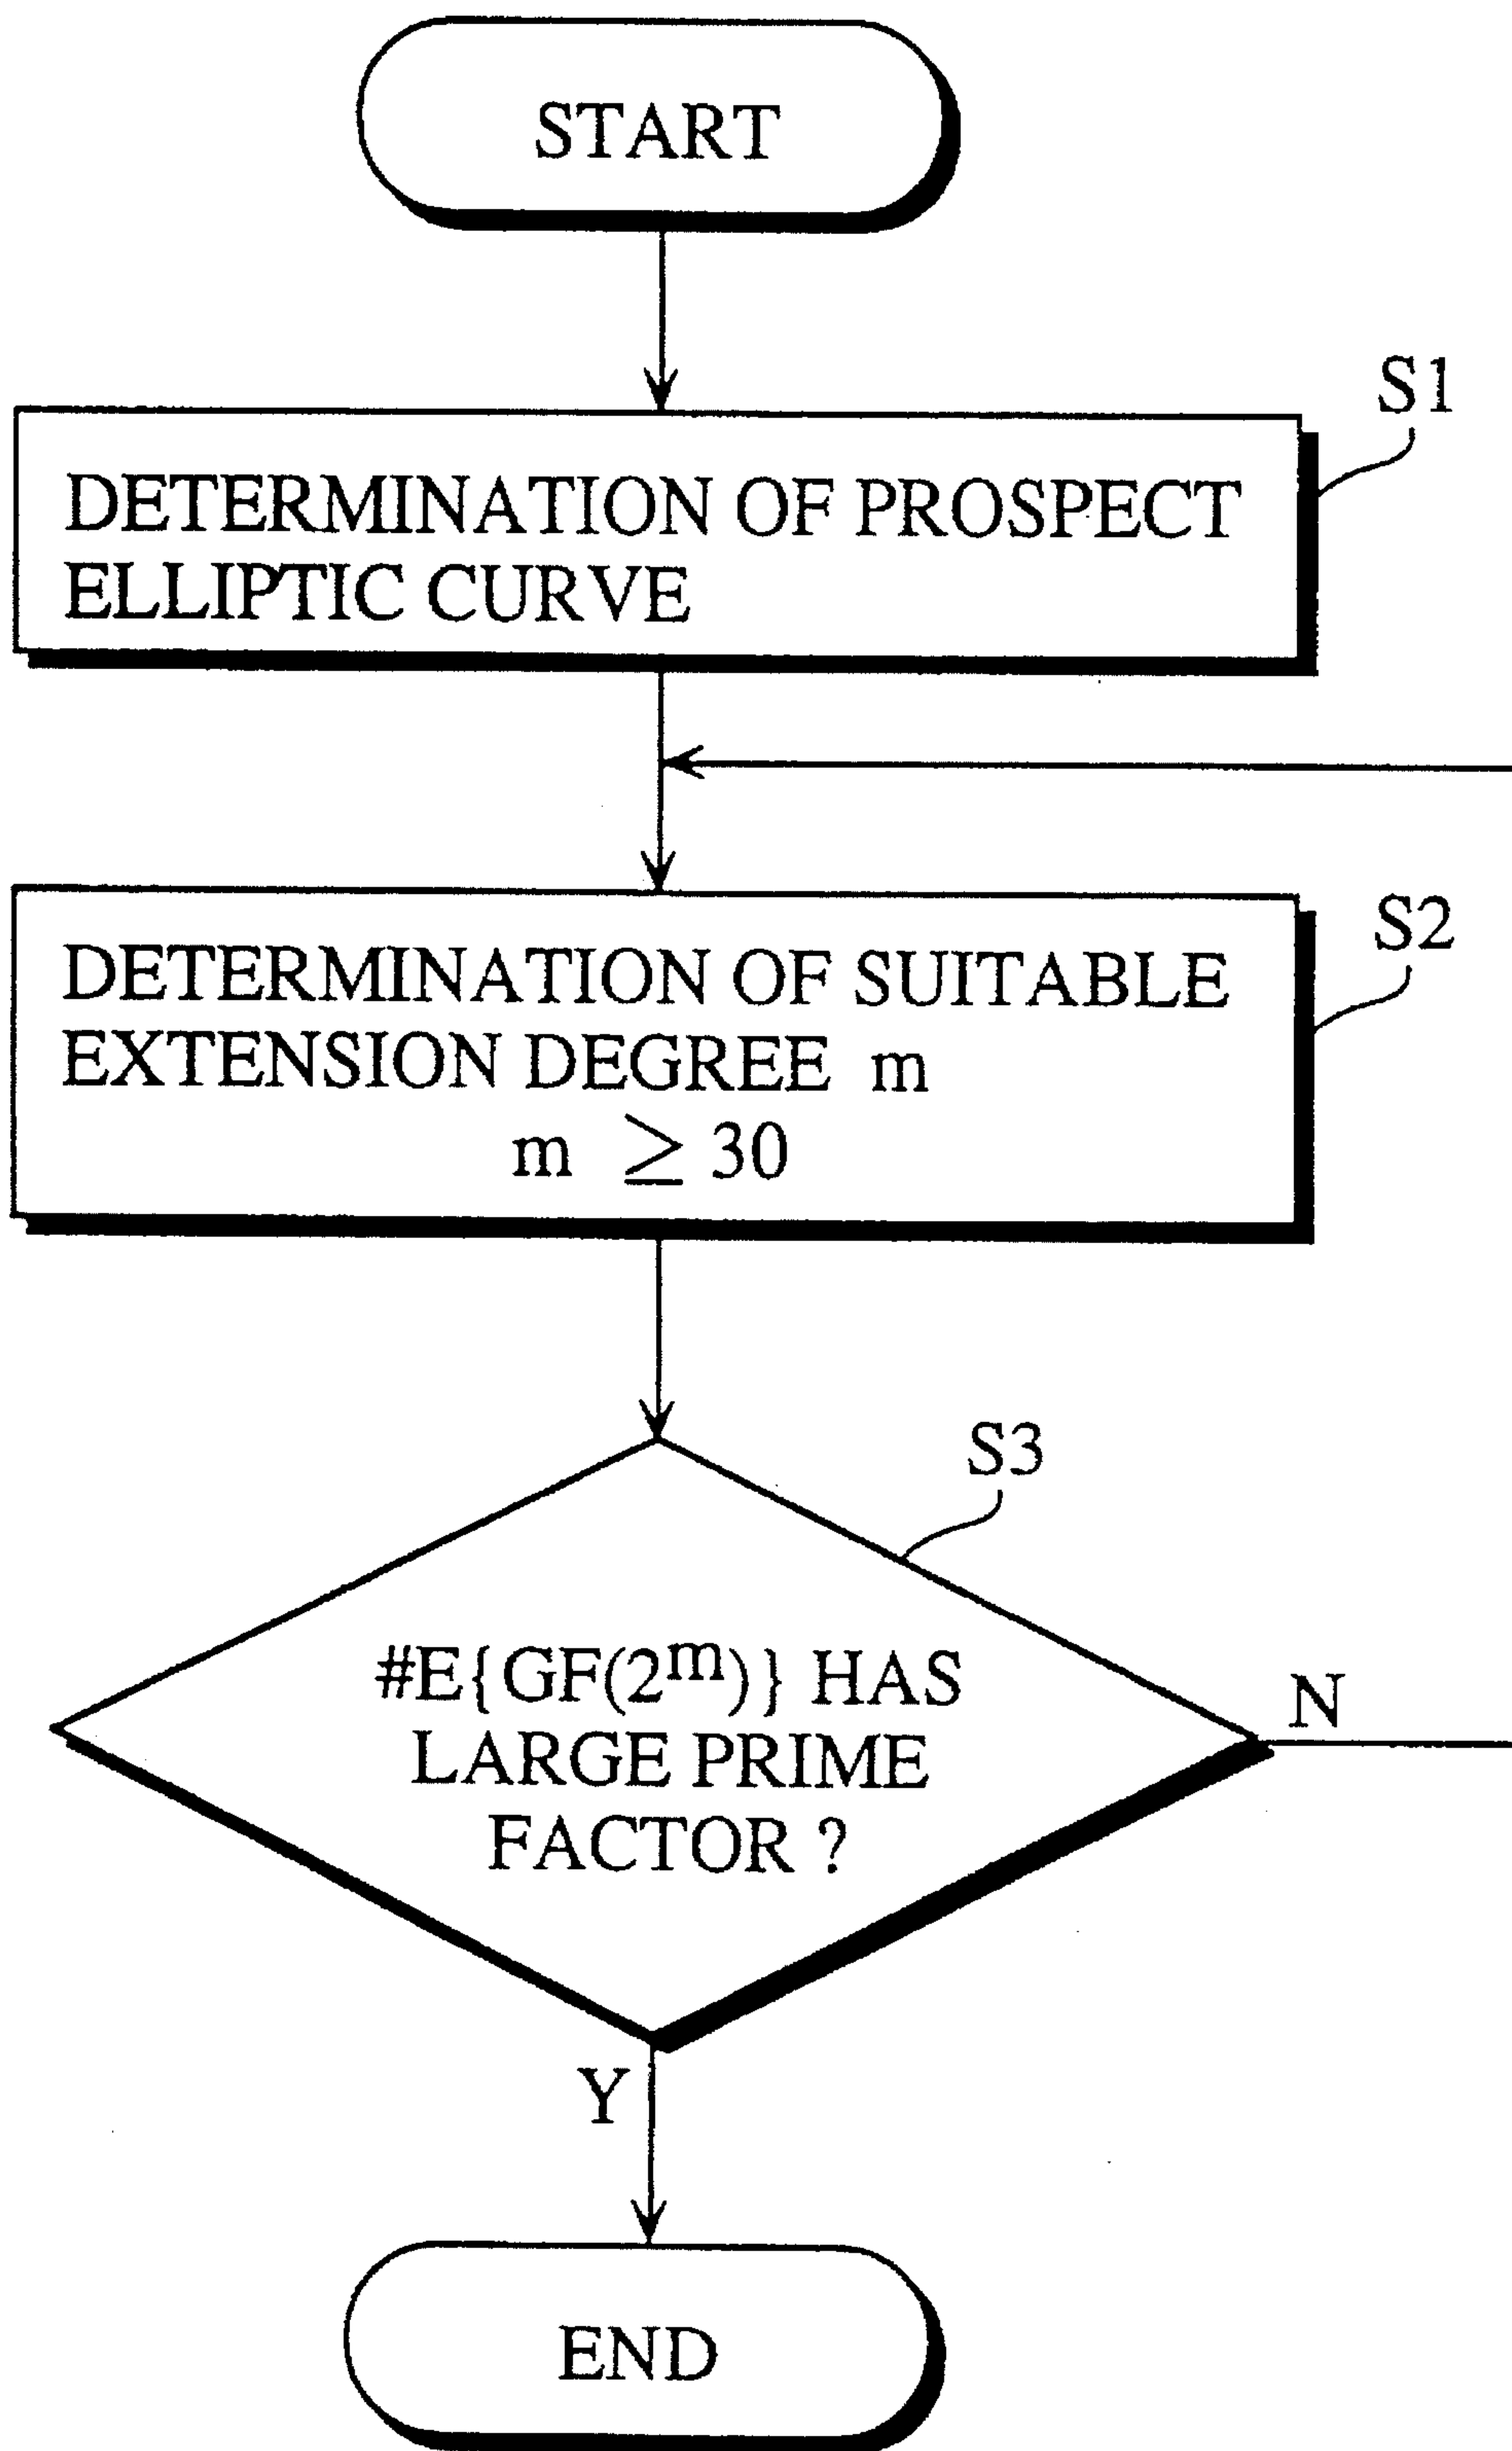 START
S1
DETERMINATION OF PROSPECT
ELLIPTIC CURVE
S2
DETERMINATION OF SUITABLE
EXTENSION DEGREE m
m ≥ 30
S3
#E{GF(2^m)} HAS
LARGE PRIME
FACTOR ?
N
Y
END